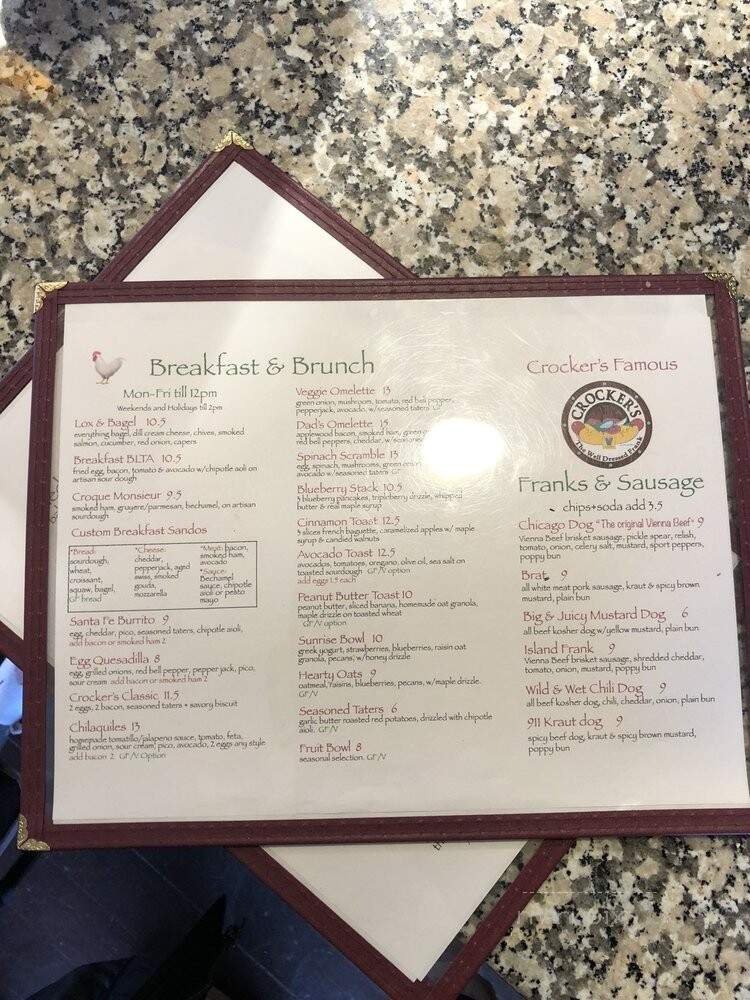 Breakfast & Brunch
Mon-Fri till 12pm
Weekends and Holidays till 2pm
Lox & Bagel 10.5
everything bagel, dill cream cheese, chives, smoked
salmon, cucumber, red onion, capers
Breakfast BLTA 10.5
fried egg, bacon, tomato & avocado w/chipotle aoli on
artisan sour dough
Croque Monsieur 9.5
smoked ham, gruyere/parmesan, bechamel, on artisan
sourdough
Custom Breakfast Sandos
*Bread:
sourdough,
wheat,
croissant,
squaw, bagel,
GF bread
*Cheese:
cheddar,
pepperjack, aged
swiss, smoked
gouda,
mozzarella
*Meat: bacon,
smoked ham,
avocado
*Sauce:
Bechamel
sauce, chipotle
aioli or pesto
mayo
Santa Fe Burrito 9
egg, cheddar, pico, seasoned taters, chipotle aioli,
add bacon or smoked ham 2
Egg Quesadilla 8
egg, grilled onions, red bell pepper, pepper jack, pico,
sour cream add bacon or smoked ham 2
Crocker's Classic 11.5
2 eggs, 2 bacon, seasoned taters + savory biscuit
Chilaquiles 13
homemade tomatillo/jalapeno sauce, tomato, feta,
grilled onion, sour cream, pico, avocado, 2 eggs any style
add bacon 2 GF/V Option
Veggie Omelette 13
green onion, mushroom, tomato, red bell pepper,
pepperjack, avocado, w/seasoned taters GF
Dad's Omelette 15
applewood bacon, smoked ham, green
red bell peppers, cheddar, w/seasoned
Spinach Scramble 13
egg, spinach, mushrooms, green onion
avocado w/seasoned taters GF
Blueberry Stack 10.5
3 blueberry pancakes, tripleberry drizzle, whipped
butter & real maple syrup
Cinnamon Toast 12.5
3 slices french baguette, caramelized apples w/ maple
syrup & candied walnuts
Avocado Toast 12.5
avocados, tomatoes, oregano, olive oil, sea salt on
toasted sourdough GF/V option
add eggs 1.5 each
Peanut Butter Toast 10
peanut butter, sliced banana, homemade oat granola,
maple drizzle on toasted wheat
GF/V option
Sunrise Bowl 10
greek yogurt, strawberries, blueberries, raisin oat
granola, pecans, w/honey drizzle
Hearty Oats 9
oatmeal, raisins, blueberries, pecans, w/maple drizzle.
GF/V
Seasoned Taters 6
garlic butter roasted red potatoes, drizzled with chipotle
aioli. GF/V
Fruit Bowl 8
seasonal selection. GF/V
Crocker's Famous
CROCKER'S
The Well Dressed Frank
Franks & Sausage
chips+soda add 3.5
Chicago Dog "The original Vienna Beef" 9
Vienna Beef brisket sausage, pickle spear, relish,
tomato, onion, celery salt, mustard, sport peppers,
poppy bun
Brat 9
all white meat pork sausage, kraut & spicy brown
mustard, plain bun
Big & Juicy Mustard Dog 6
all beef kosher dog w/yellow mustard, plain bun
Island Frank 9
Vienna Beef brisket sausage, shredded cheddar,
tomato, onion, mustard, poppy bun
Wild & Wet Chili Dog 9
all beef kosher dog, chili, cheddar, onion, plain bun
911 Kraut dog 9
spicy beef dog, kraut & spicy brown mustard,
poppy bun